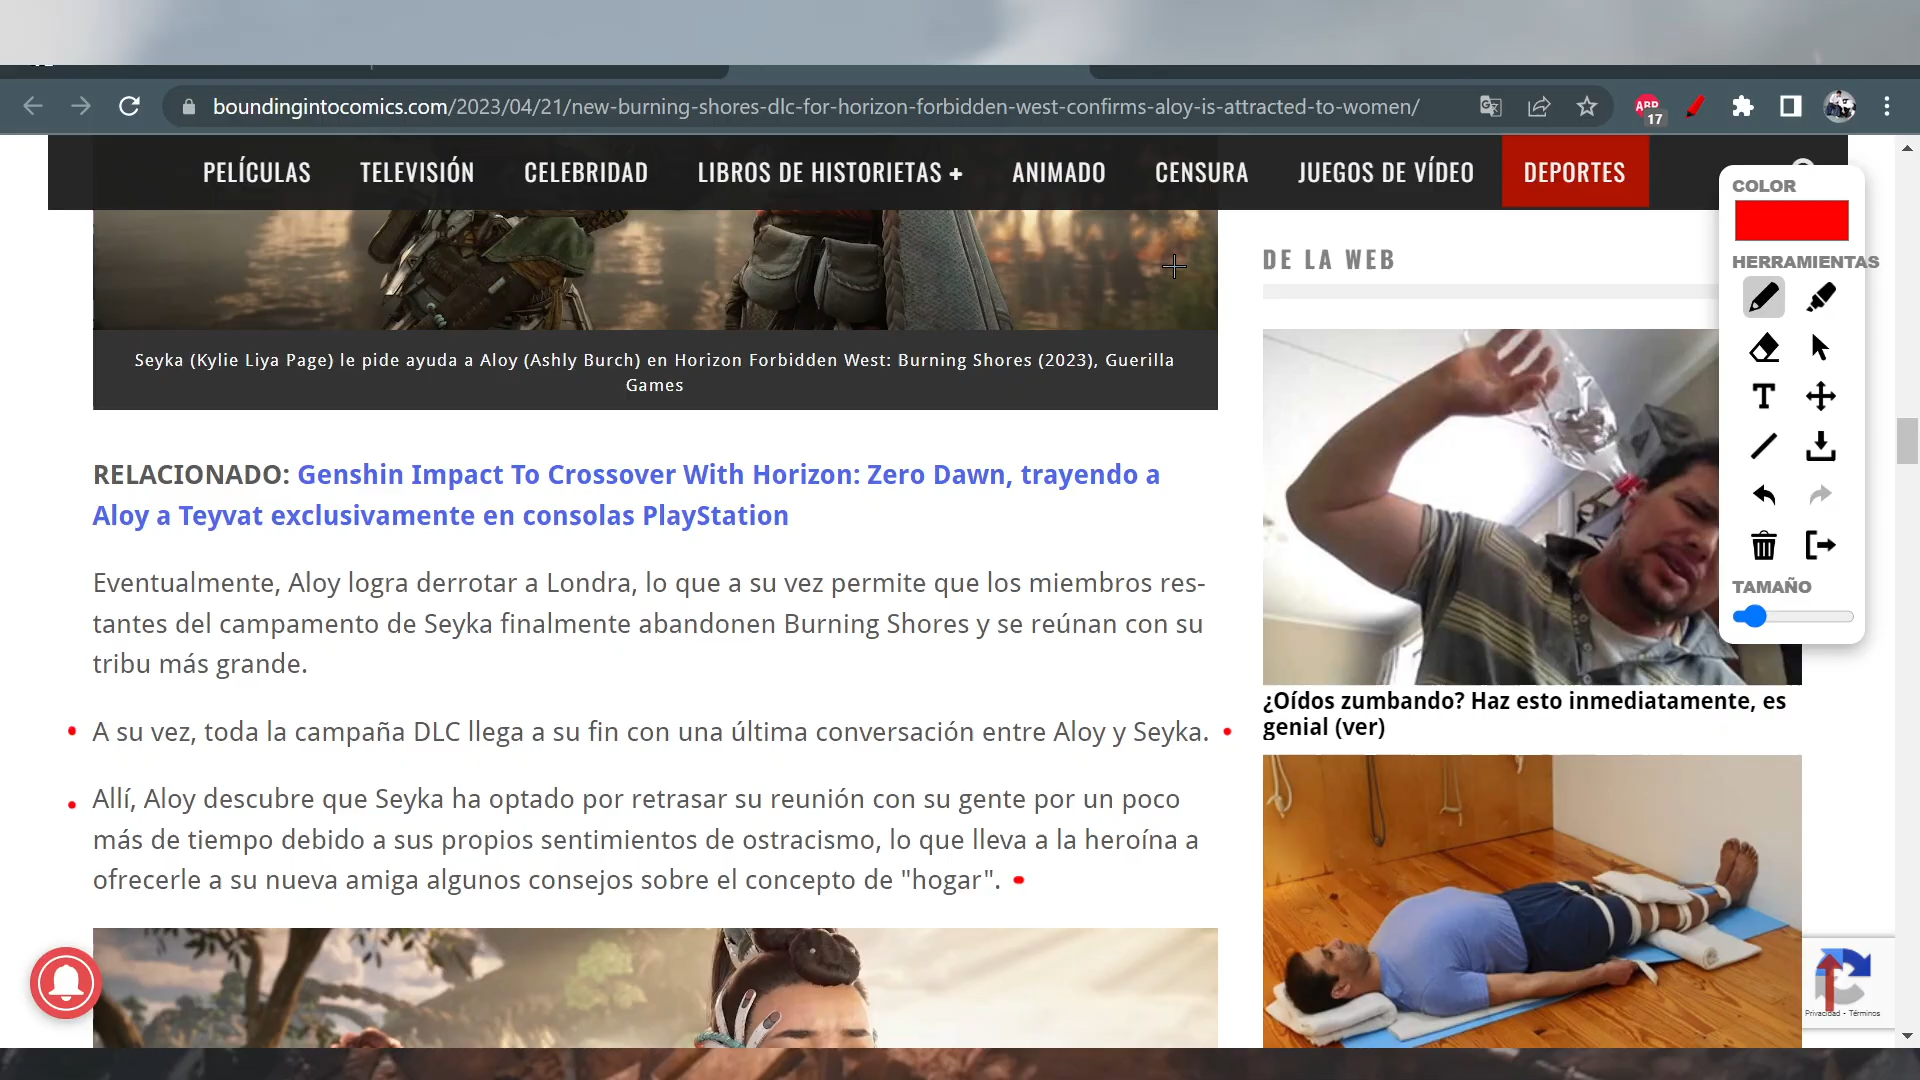 boundingintocomics.com/2023/04/21/new-burning-shores-dlc-for-horizon-forbidden-west-confirms-aloy-is-attracted-to-women/
ABP
17
PELÍCULAS TELEVISIÓN CELEBRIDAD LIBROS DE HISTORIETAS + ANIMADO CENSURA JUEGOS DE VÍDEO DEPORTES
Seyka (Kylie Liya Page) le pide ayuda a Aloy (Ashly Burch) en Horizon Forbidden West: Burning Shores (2023), Guerilla
Games
RELACIONADO: Genshin Impact To Crossover With Horizon: Zero Dawn, trayendo a
Aloy a Teyvat exclusivamente en consolas PlayStation
Eventualmente, Aloy logra derrotar a Londra, lo que a su vez permite que los miembros res-
tantes del campamento de Seyka finalmente abandonen Burning Shores y se reúnan con su
tribu más grande.
A su vez, toda la campaña DLC llega a su fin con una última conversación entre Aloy y Seyka.
Allí, Aloy descubre que Seyka ha optado por retrasar su reunión con su gente por un poco
más de tiempo debido a sus propios sentimientos de ostracismo, lo que lleva a la heroína a
ofrecerle a su nueva amiga algunos consejos sobre el concepto de "hogar".
DE LA WEB
¿Oídos zumbando? Haz esto inmediatamente, es
genial (ver)
COLOR
HERRAMIENTAS
T
TAMAÑO
Privacidad - Términos